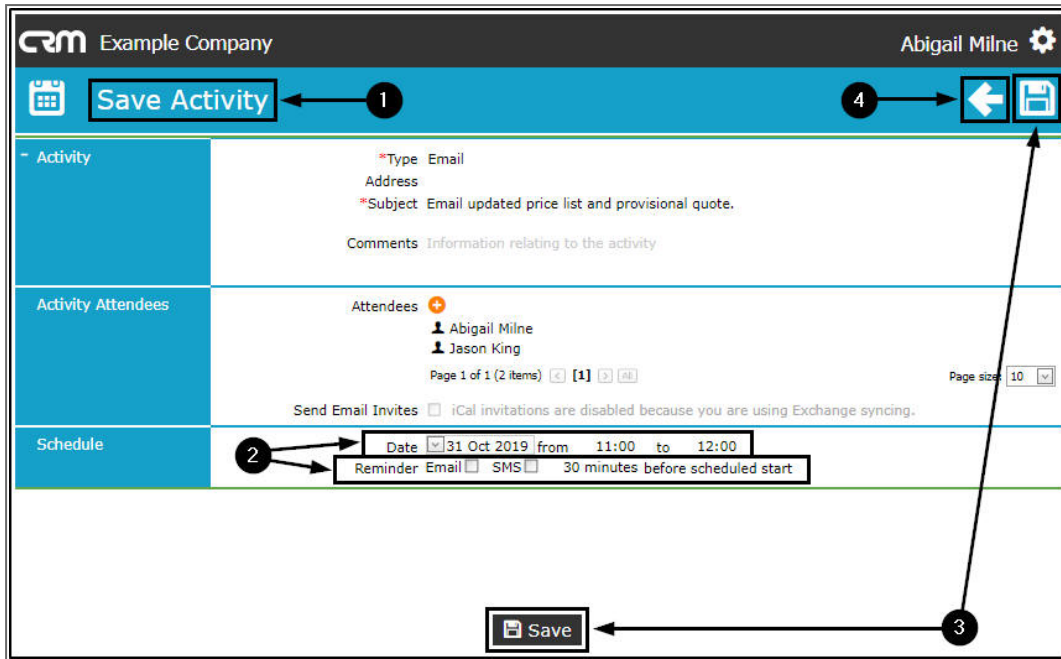 CRM Example Company
Abigail Milne
Save Activity
1
4
- Activity
*Type Email
Address
*Subject Email updated price list and provisional quote.
Comments Information relating to the activity
Activity Attendees
Attendees
Abigail Milne
Jason King
Page 1 of 1 (2 items) < [1] > All
Page size: 10
Send Email Invites iCal invitations are disabled because you are using Exchange syncing.
Schedule
2
Date 31 Oct 2019 from 11:00 to 12:00
Reminder Email SMS 30 minutes before scheduled start
Save
3